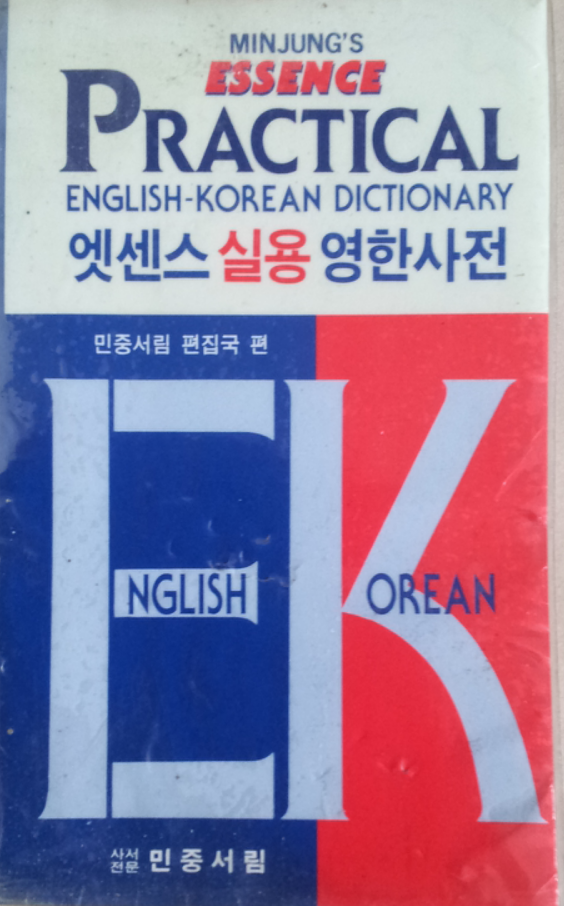 MINJUNG'S
ESSENCE
PRACTICAL
ENGLISH-KOREAN DICTIONARY
엣센스 실용 영한사전
민중서림 편집국 편
ENGLISH KOREAN
사서
전문 민중서림